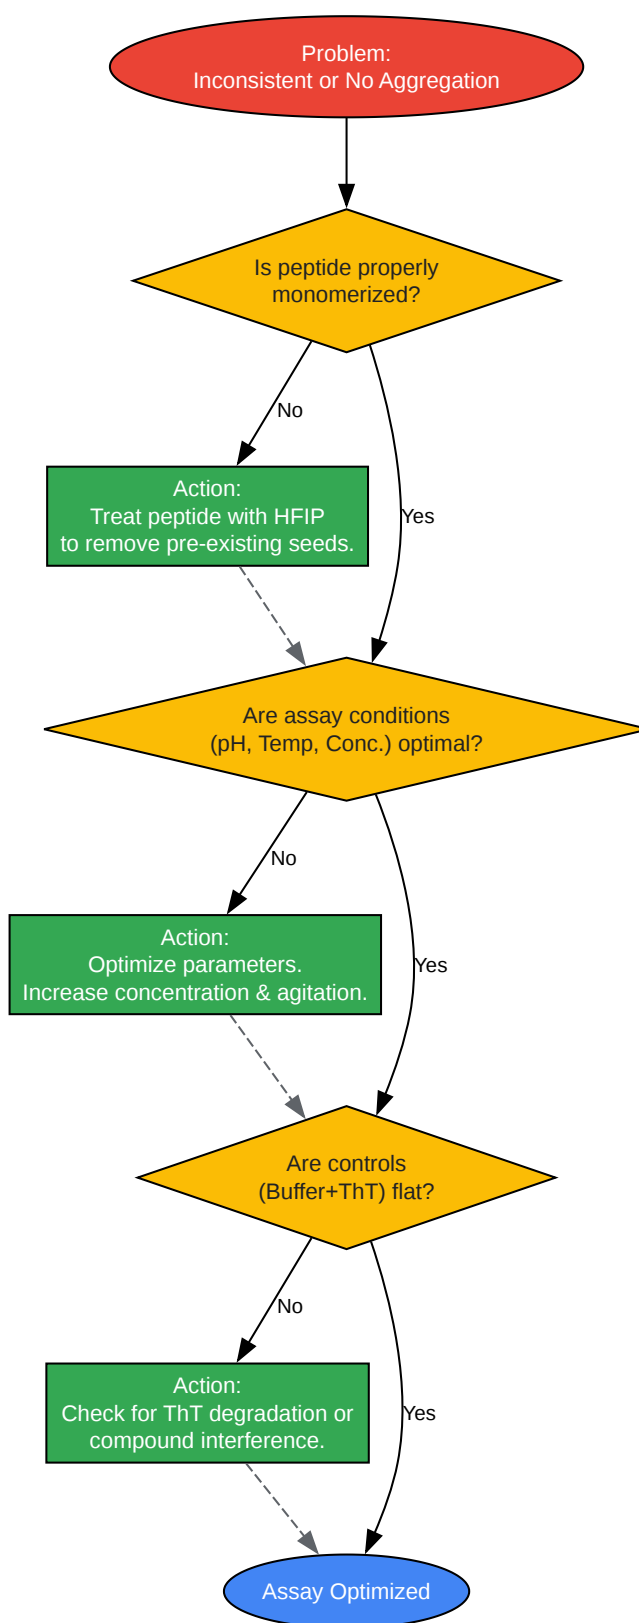 Problem:
Inconsistent or No Aggregation
Is peptide properly
monomerized?
No
Yes
Action:
Treat peptide with HFIP
to remove pre-existing seeds.
Are assay conditions
(pH, Temp, Conc.) optimal?
No
Yes
Action:
Optimize parameters.
Increase concentration & agitation.
Are controls
(Buffer+ThT) flat?
No
Yes
Action:
Check for ThT degradation or
compound interference.
Assay Optimized